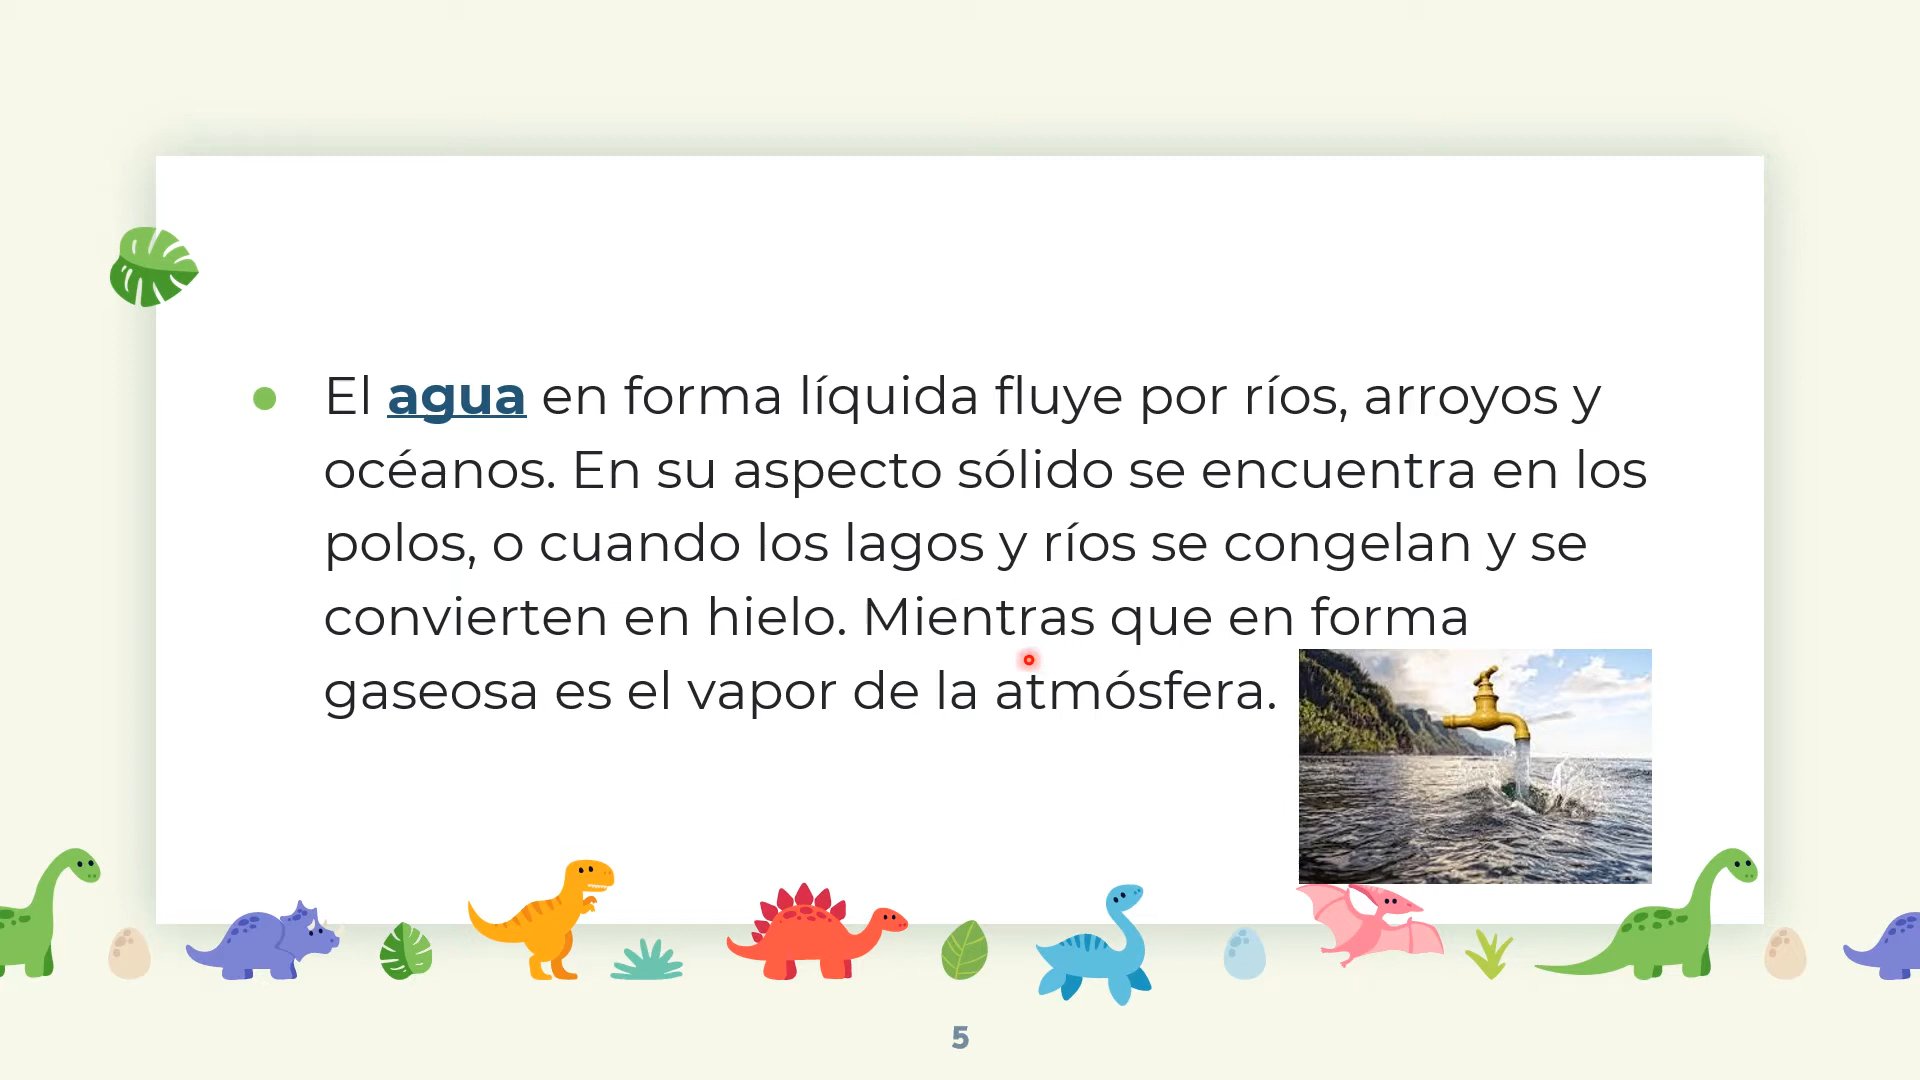 El agua en forma líquida fluye por ríos, arroyos y
océanos. En su aspecto sólido se encuentra en los
polos, o cuando los lagos y ríos se congelan y se
convierten en hielo. Mientras que en forma
gaseosa es el vapor de la atmósfera.
5